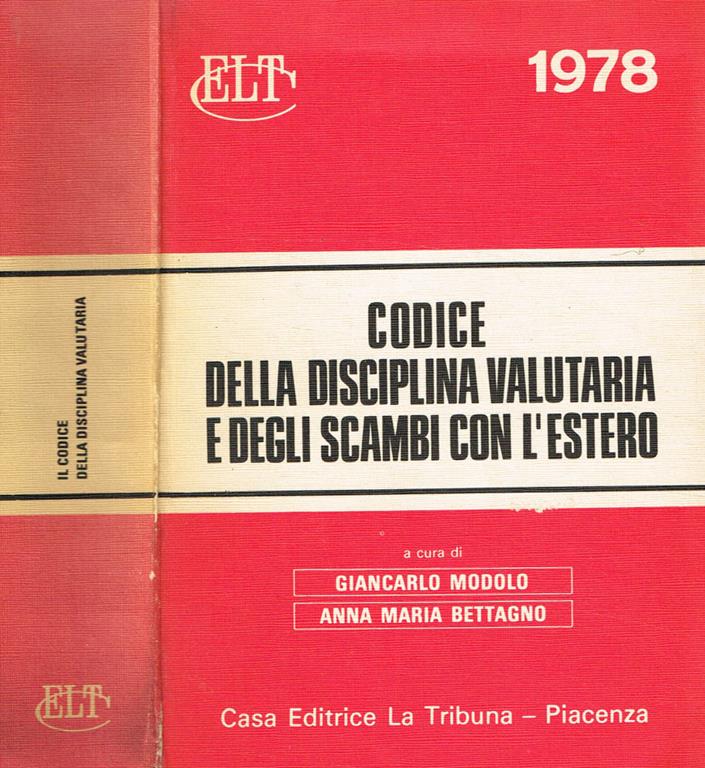 IL CODICE
DELLA DISCIPLINA VALUTARIA
ELT
ELT
1978
CODICE
DELLA DISCIPLINA VALUTARIA
E DEGLI SCAMBI CON L'ESTERO
a cura di
GIANCARLO MODOLO
ANNA MARIA BETTAGNO
Casa Editrice La Tribuna – Piacenza